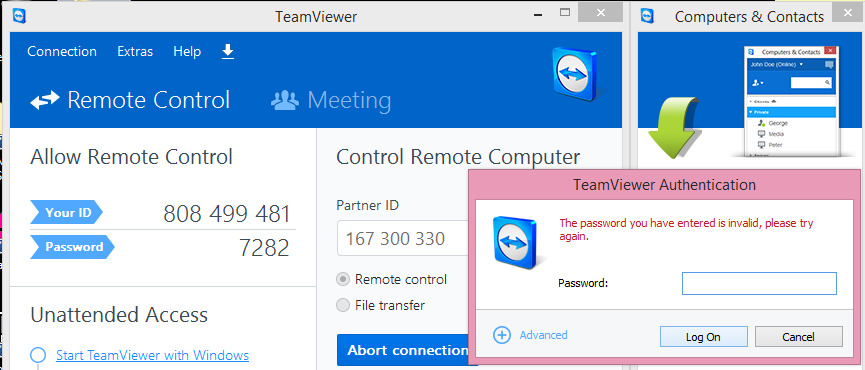 TeamViewer
Computers & Contacts
Connection Extras Help
Remote Control Meeting
Computers & Contacts
John Doe (Online)
Private
George
Media
Peter
Allow Remote Control
Your ID 808 499 481
Password 7282
Unattended Access
Start TeamViewer with Windows
Control Remote Computer
Partner ID
167 300 330
Remote control
File transfer
Abort connection
TeamViewer Authentication
The password you have entered is invalid, please try
again.
Password:
Advanced
Log On Cancel